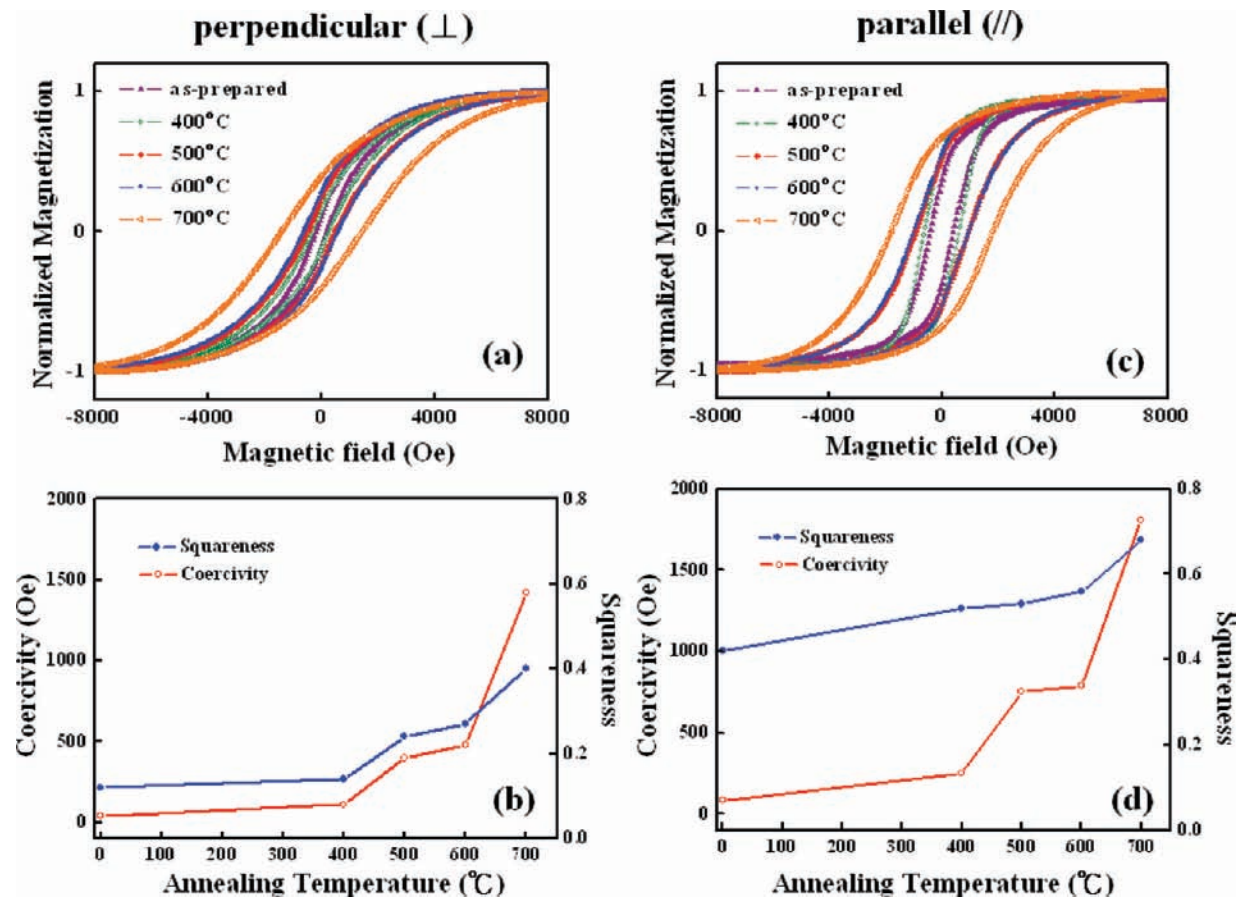 perpendicular (⊥)
Normalized Magnetization
1
0
-1
as-prepared
400°C
500°C
600°C
700°C
(a)
-8000 -4000 0 4000 8000
Magnetic field (Oe)
parallel (//)
Normalized Magnetization
1
0
-1
as-prepared
400°C
500°C
600°C
700°C
(c)
-8000 -4000 0 4000 8000
Magnetic field (Oe)
Coercivity (Oe)
2000
1500
1000
500
0
Squareness
Coercivity
(b)
0.8
0.6
0.4
0.2
0.0
Squareness
0 100 200 300 400 500 600 700
Annealing Temperature (℃)
Coercivity (Oe)
2000
1500
1000
500
0
Squareness
Coercivity
(d)
0.8
0.6
0.4
0.2
0.0
Squareness
0 100 200 300 400 500 600 700
Annealing Temperature (℃)